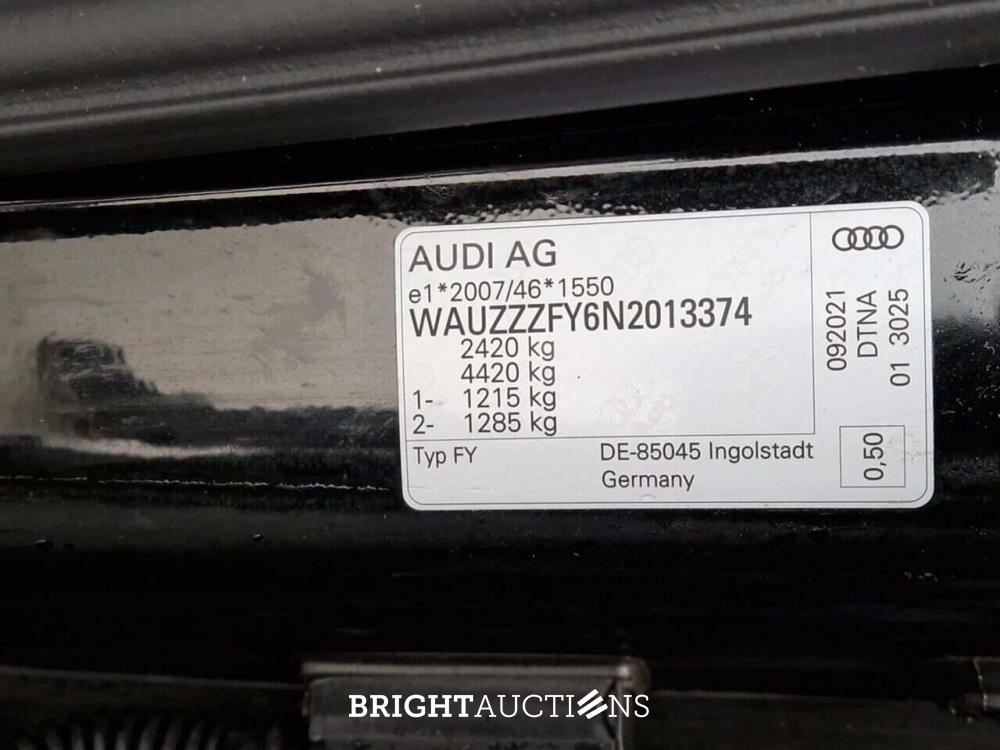 AUDI AG
e1*2007/46*1550
WAUZZZFY6N2013374
2420 kg
4420 kg
1- 1215 kg
2- 1285 kg
Typ FY
DE-85045 Ingolstadt
Germany
092021
DTNA
01 3025
0,50
BRIGHTAUCTIONS